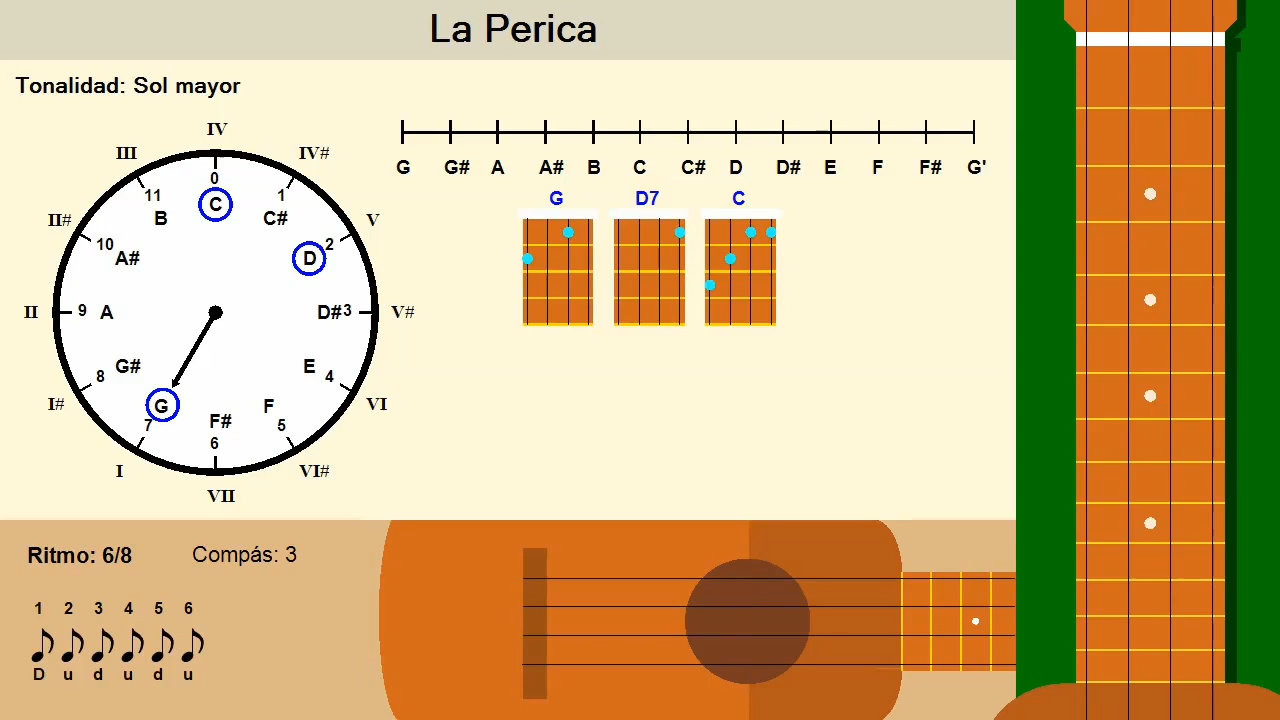 La Perica
Tonalidad: Sol mayor
IV
III IV#
0
11 1
C
B C#
II# V
10 2
A# D
II 9 A D# 3 V#
G# E
8 4
I# VI
G F
F#
7 5
6
I VI#
VII
G G# A A# B C C# D D# E F F# G'
G D7 C
Ritmo: 6/8 Compás: 3
1 2 3 4 5 6
D u d u d u